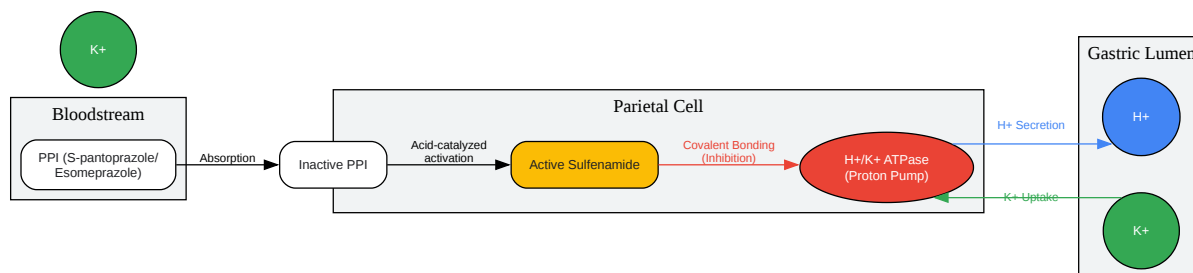 K+
Bloodstream
PPI (S-pantoprazole/
Esomeprazole)
Absorption
Inactive PPI
Acid-catalyzed
activation
Parietal Cell
Active Sulfenamide
Covalent Bonding
(Inhibition)
H+/K+ ATPase
(Proton Pump)
H+ Secretion
K+ Uptake
Gastric Lumen
H+
K+